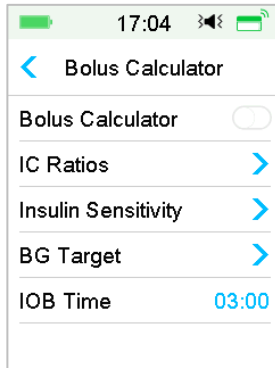 17:04
Bolus Calculator
Bolus Calculator
IC Ratios
Insulin Sensitivity
BG Target
IOB Time 03:00